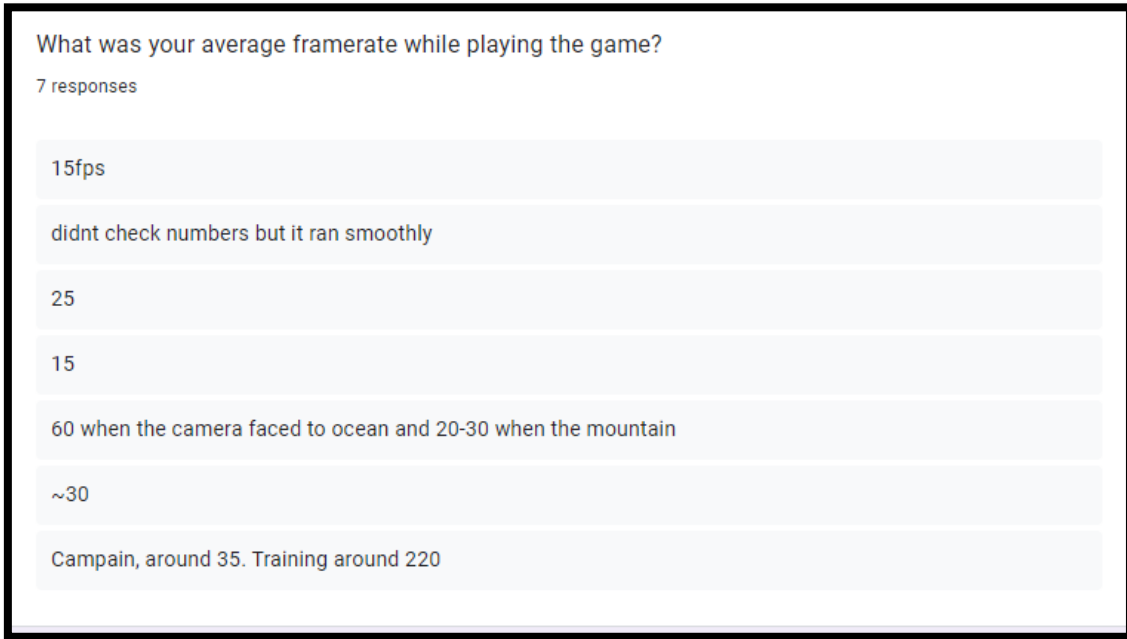 What was your average framerate while playing the game?
7 responses
15fps
didnt check numbers but it ran smoothly
25
15
60 when the camera faced to ocean and 20-30 when the mountain
~30
Campain, around 35. Training around 220